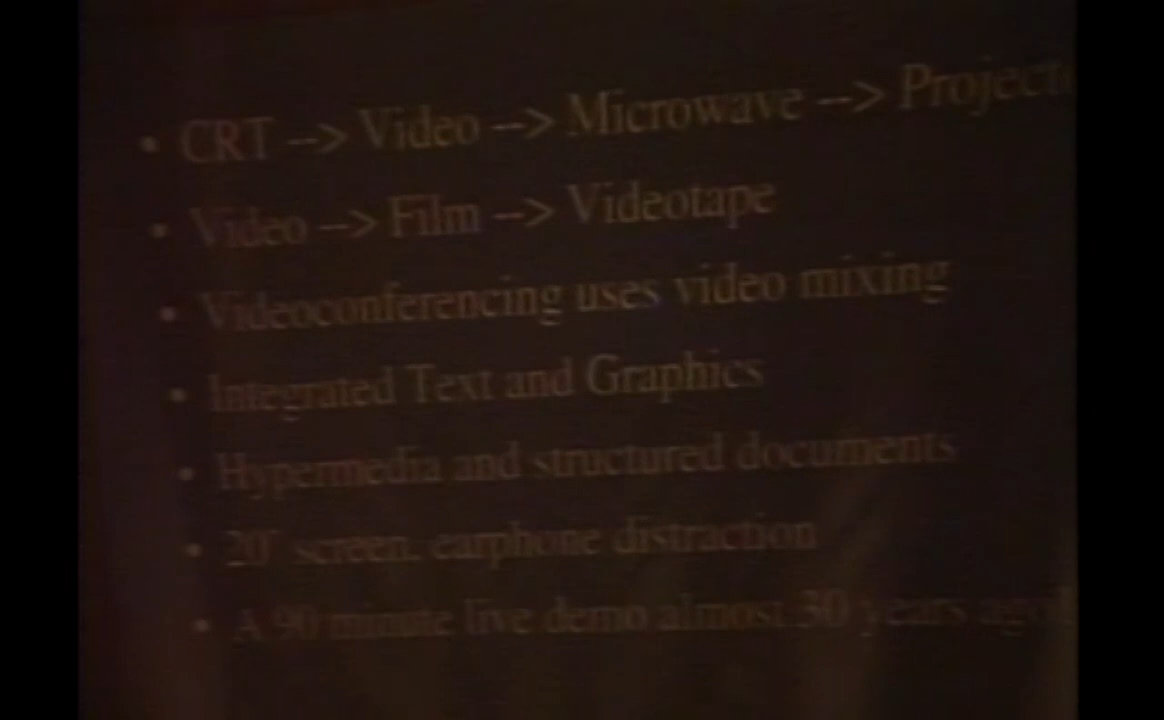 • CRT --> Video --> Microwave --> Project
• Video --> Film --> Videotape
• Videoconferencing uses video mixing
• Integrated Text and Graphics
• Hypermedia and structured documents
• 20' screen, earphone distraction
• A 90 minute live demo almost 30 years ago